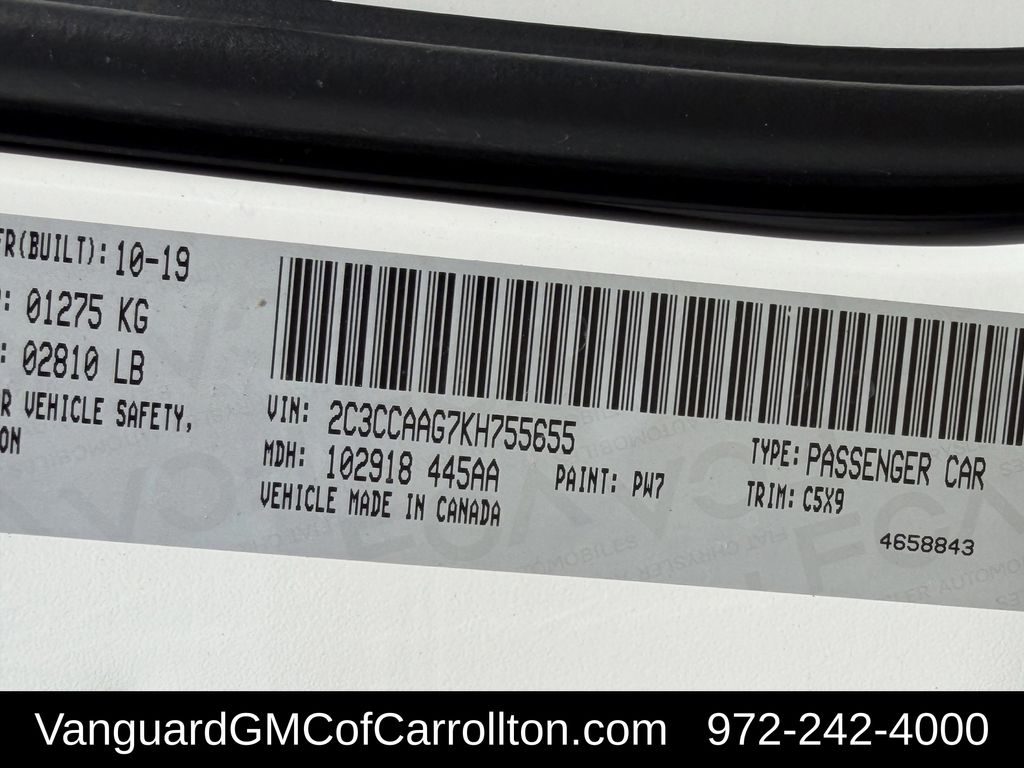 FR(BUILT): 10-19
: 01275 KG
: 02810 LB
R VEHICLE SAFETY,
ON
VIN: 2C3CCAAG7KH755655
MDH: 102918 445AA
PAINT: PW7
VEHICLE MADE IN CANADA
TYPE: PASSENGER CAR
TRIM: C5X9
4658843
VanguardGMCofCarrollton.com 972-242-4000